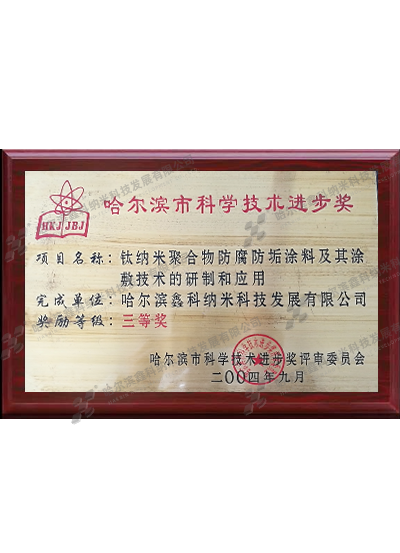 HKJ JBJ
哈尔滨市科学技术进步奖
项目名称：钛纳米聚合物防腐防垢涂料及其涂
敷技术的研制和应用
完成单位：哈尔滨鑫科纳米科技发展有限公司
奖励等级：三等奖
哈尔滨市科学技术进步奖评审委员会
二〇〇四年九月